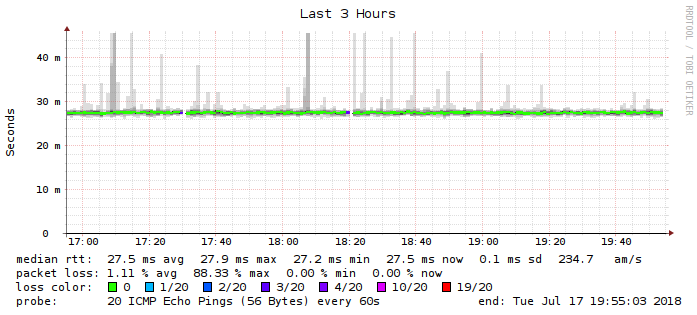 Last 3 Hours
RRDTOOL / TOBI OETIKER
Seconds
40 m
30 m
20 m
10 m
0
17:00 17:20 17:40 18:00 18:20 18:40 19:00 19:20 19:40
median rtt: 27.5 ms avg 27.9 ms max 27.2 ms min 27.5 ms now 0.1 ms sd 234.7 am/s
packet loss: 1.11 % avg 88.33 % max 0.00 % min 0.00 % now
loss color: 0 1/20 2/20 3/20 4/20 10/20 19/20
probe: 20 ICMP Echo Pings (56 Bytes) every 60s end: Tue Jul 17 19:55:03 2018